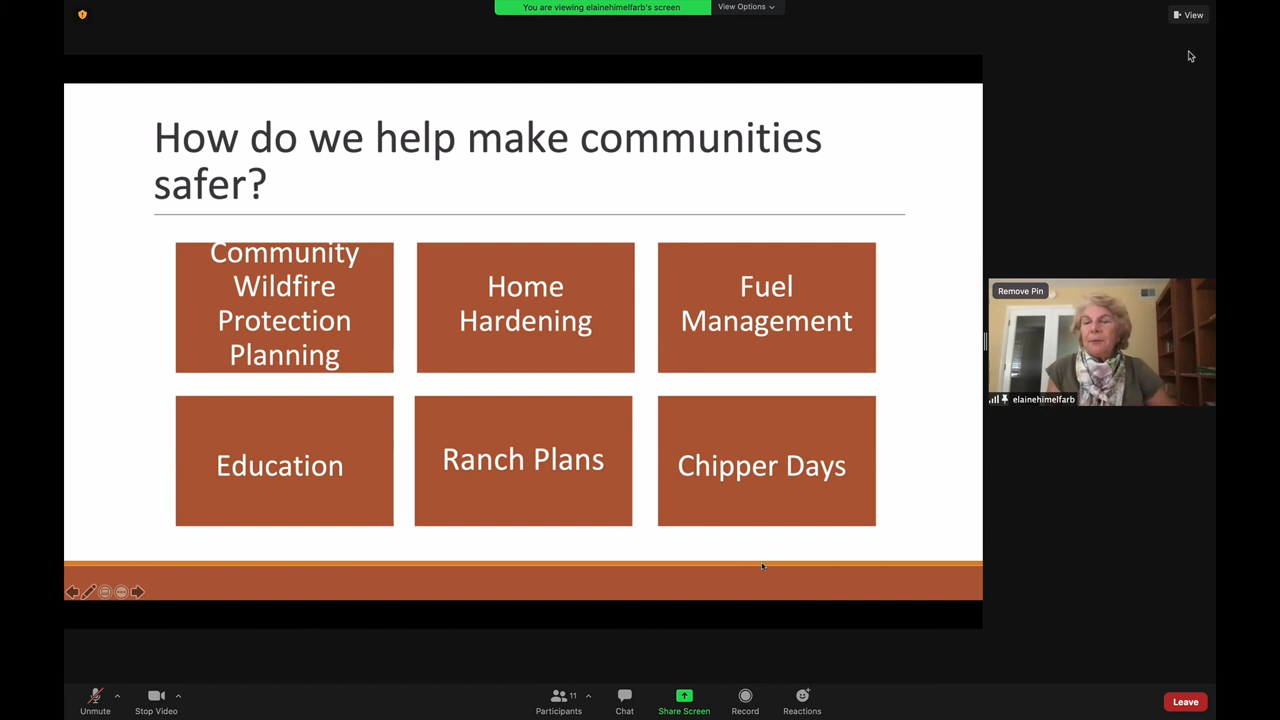 You are viewing elainehimelfarb's screen
View Options
View
How do we help make communities
safer?
Community
Wildfire
Protection
Planning
Home
Hardening
Fuel
Management
Education
Ranch Plans
Chipper Days
Remove Pin
elainehimelfarb
Unmute
Stop Video
11
Participants
Chat
Share Screen
Record
Reactions
Leave